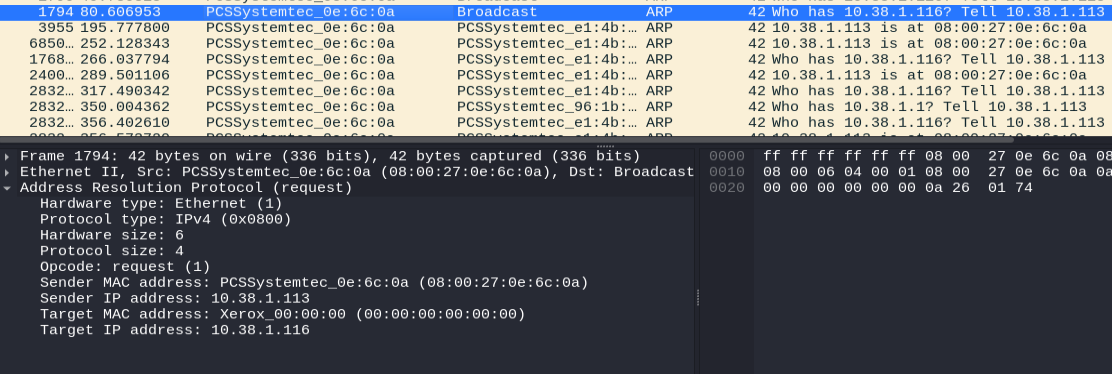 1794 80.606953 PCSSystemtec_0e:6c:0a Broadcast ARP 42 Who has 10.38.1.116? Tell 10.38.1.113
3955 195.777800 PCSSystemtec_0e:6c:0a PCSSystemtec_e1:4b:… ARP 42 10.38.1.113 is at 08:00:27:0e:6c:0a
6850… 252.128343 PCSSystemtec_0e:6c:0a PCSSystemtec_e1:4b:… ARP 42 10.38.1.113 is at 08:00:27:0e:6c:0a
1768… 266.037794 PCSSystemtec_0e:6c:0a PCSSystemtec_e1:4b:… ARP 42 Who has 10.38.1.116? Tell 10.38.1.113
2400… 289.501106 PCSSystemtec_0e:6c:0a PCSSystemtec_e1:4b:… ARP 42 10.38.1.113 is at 08:00:27:0e:6c:0a
2832… 317.490342 PCSSystemtec_0e:6c:0a PCSSystemtec_e1:4b:… ARP 42 Who has 10.38.1.116? Tell 10.38.1.113
2832… 350.004362 PCSSystemtec_0e:6c:0a PCSSystemtec_96:1b:… ARP 42 Who has 10.38.1.1? Tell 10.38.1.113
2832… 356.402610 PCSSystemtec_0e:6c:0a PCSSystemtec_e1:4b:… ARP 42 Who has 10.38.1.116? Tell 10.38.1.113
Frame 1794: 42 bytes on wire (336 bits), 42 bytes captured (336 bits)
Ethernet II, Src: PCSSystemtec_0e:6c:0a (08:00:27:0e:6c:0a), Dst: Broadcast
Address Resolution Protocol (request)
Hardware type: Ethernet (1)
Protocol type: IPv4 (0x0800)
Hardware size: 6
Protocol size: 4
Opcode: request (1)
Sender MAC address: PCSSystemtec_0e:6c:0a (08:00:27:0e:6c:0a)
Sender IP address: 10.38.1.113
Target MAC address: Xerox_00:00:00 (00:00:00:00:00:00)
Target IP address: 10.38.1.116
0000 ff ff ff ff ff ff 08 00 27 0e 6c 0a 08
0010 08 00 06 04 00 01 08 00 27 0e 6c 0a 0a
0020 00 00 00 00 00 00 0a 26 01 74